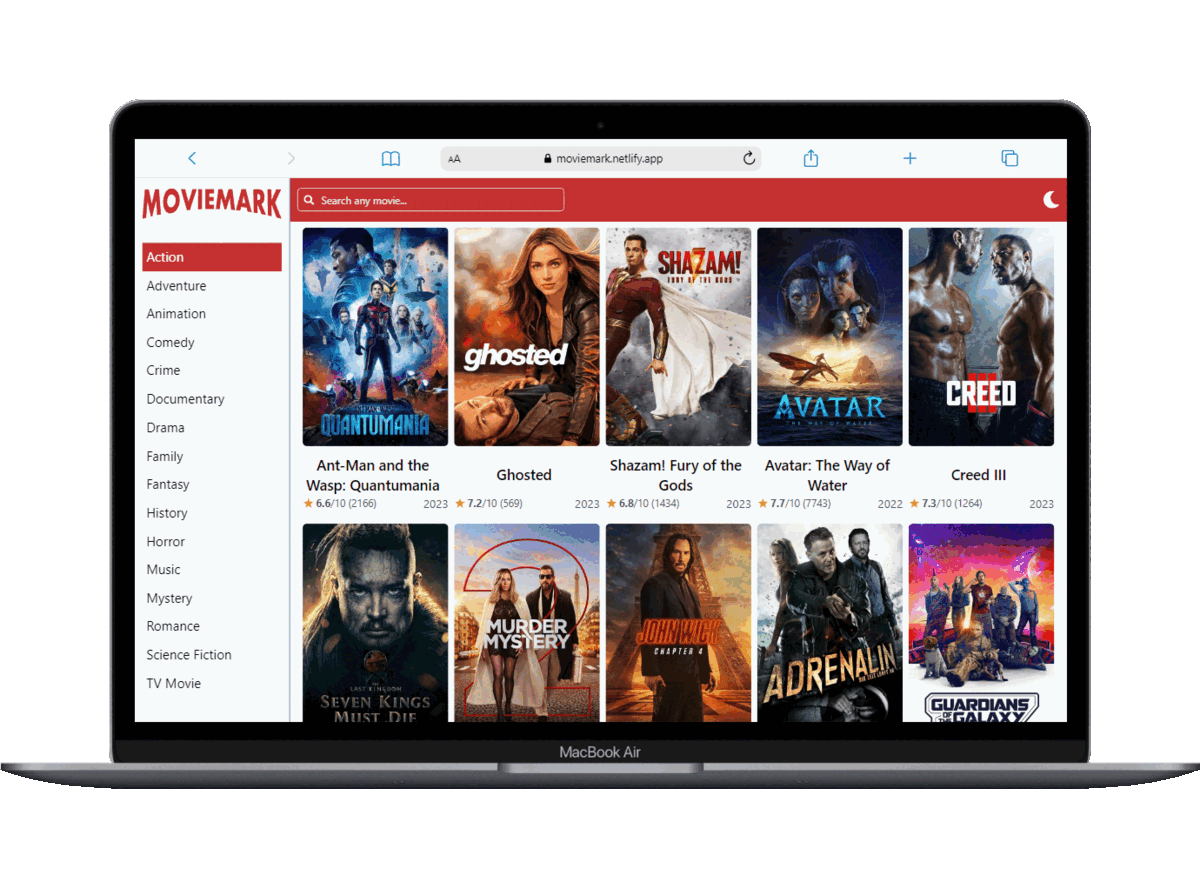 AA
moviemark.netlify.app
MOVIEMARK
Search any movie...
Action
Adventure
Animation
Comedy
Crime
Documentary
Drama
Family
Fantasy
History
Horror
Music
Mystery
Romance
Science Fiction
TV Movie
QUANTUMANIA
ghosted
SHAZAM!
FURY OF THE GODS
AVATAR
THE WAY OF WATER
CREED
III
Ant-Man and the
Wasp: Quantumania
6.6/10 (2166)
2023
Ghosted
7.2/10 (569)
2023
Shazam! Fury of the
Gods
6.8/10 (1434)
2023
Avatar: The Way of
Water
7.7/10 (7743)
2022
Creed III
7.3/10 (1264)
2023
LAST KINGDOM
SEVEN KINGS
MUST DIE
2
MURDER
MYSTERY
JOHN WICK
CHAPTER 4
ADRENALIN
GUARDIANS
OF THE GALAXY
MacBook Air